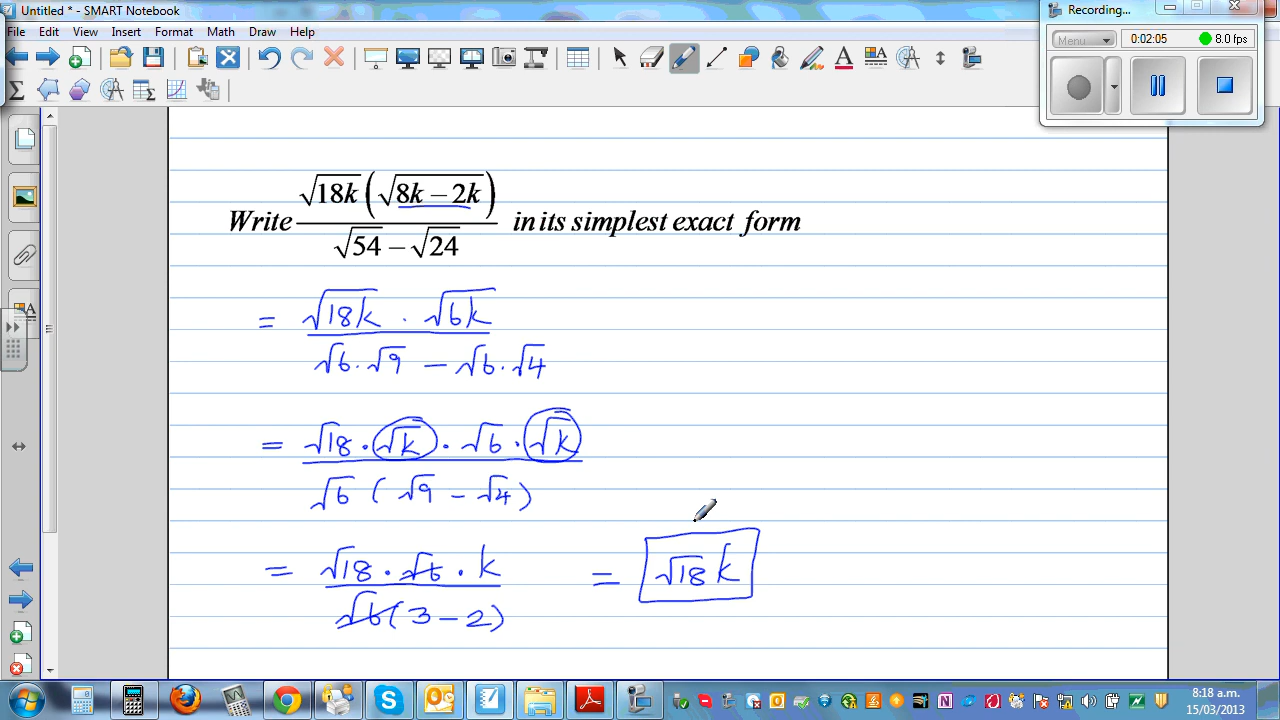 Untitled * - SMART Notebook
Recording...
File Edit View Insert Format Math Draw Help
Menu 0:02:05 8.0 fps
√18k (√8k − 2k)
Write in its simplest exact form
√54 − √24
= √18k · √6k
√6 · √9 − √6 · √4
= √18 · √k · √6 · √k
√6 ( √9 − √4 )
= √18 · √6 · k = √18 k
√6 ( 3 − 2 )
8:18 a.m.
15/03/2013